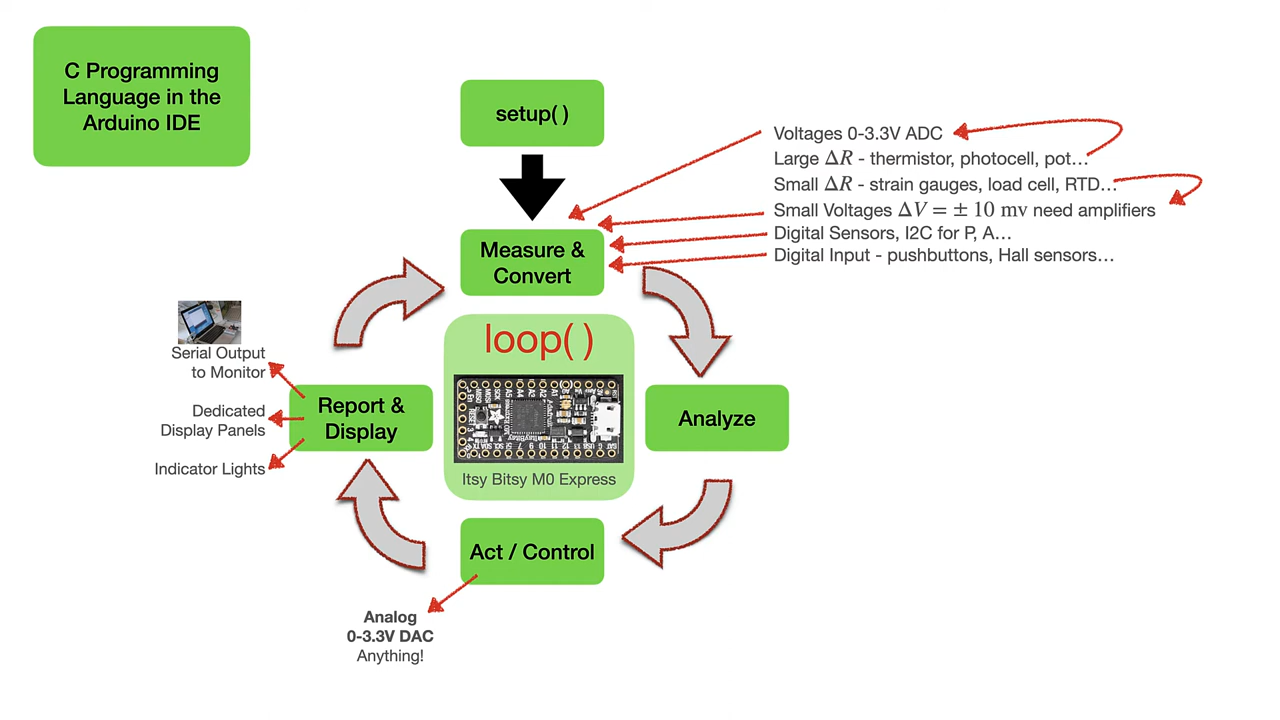 C Programming
Language in the
Arduino IDE
setup( )
Voltages 0-3.3V ADC
Large ΔR - thermistor, photocell, pot…
Small ΔR - strain gauges, load cell, RTD…
Small Voltages ΔV = ± 10 mv need amplifiers
Digital Sensors, I2C for P, A…
Digital Input - pushbuttons, Hall sensors…
Measure &
Convert
loop( )
Serial Output
to Monitor
Report &
Display
Dedicated
Display Panels
Indicator Lights
Analyze
Itsy Bitsy M0 Express
Act / Control
Analog
0-3.3V DAC
Anything!